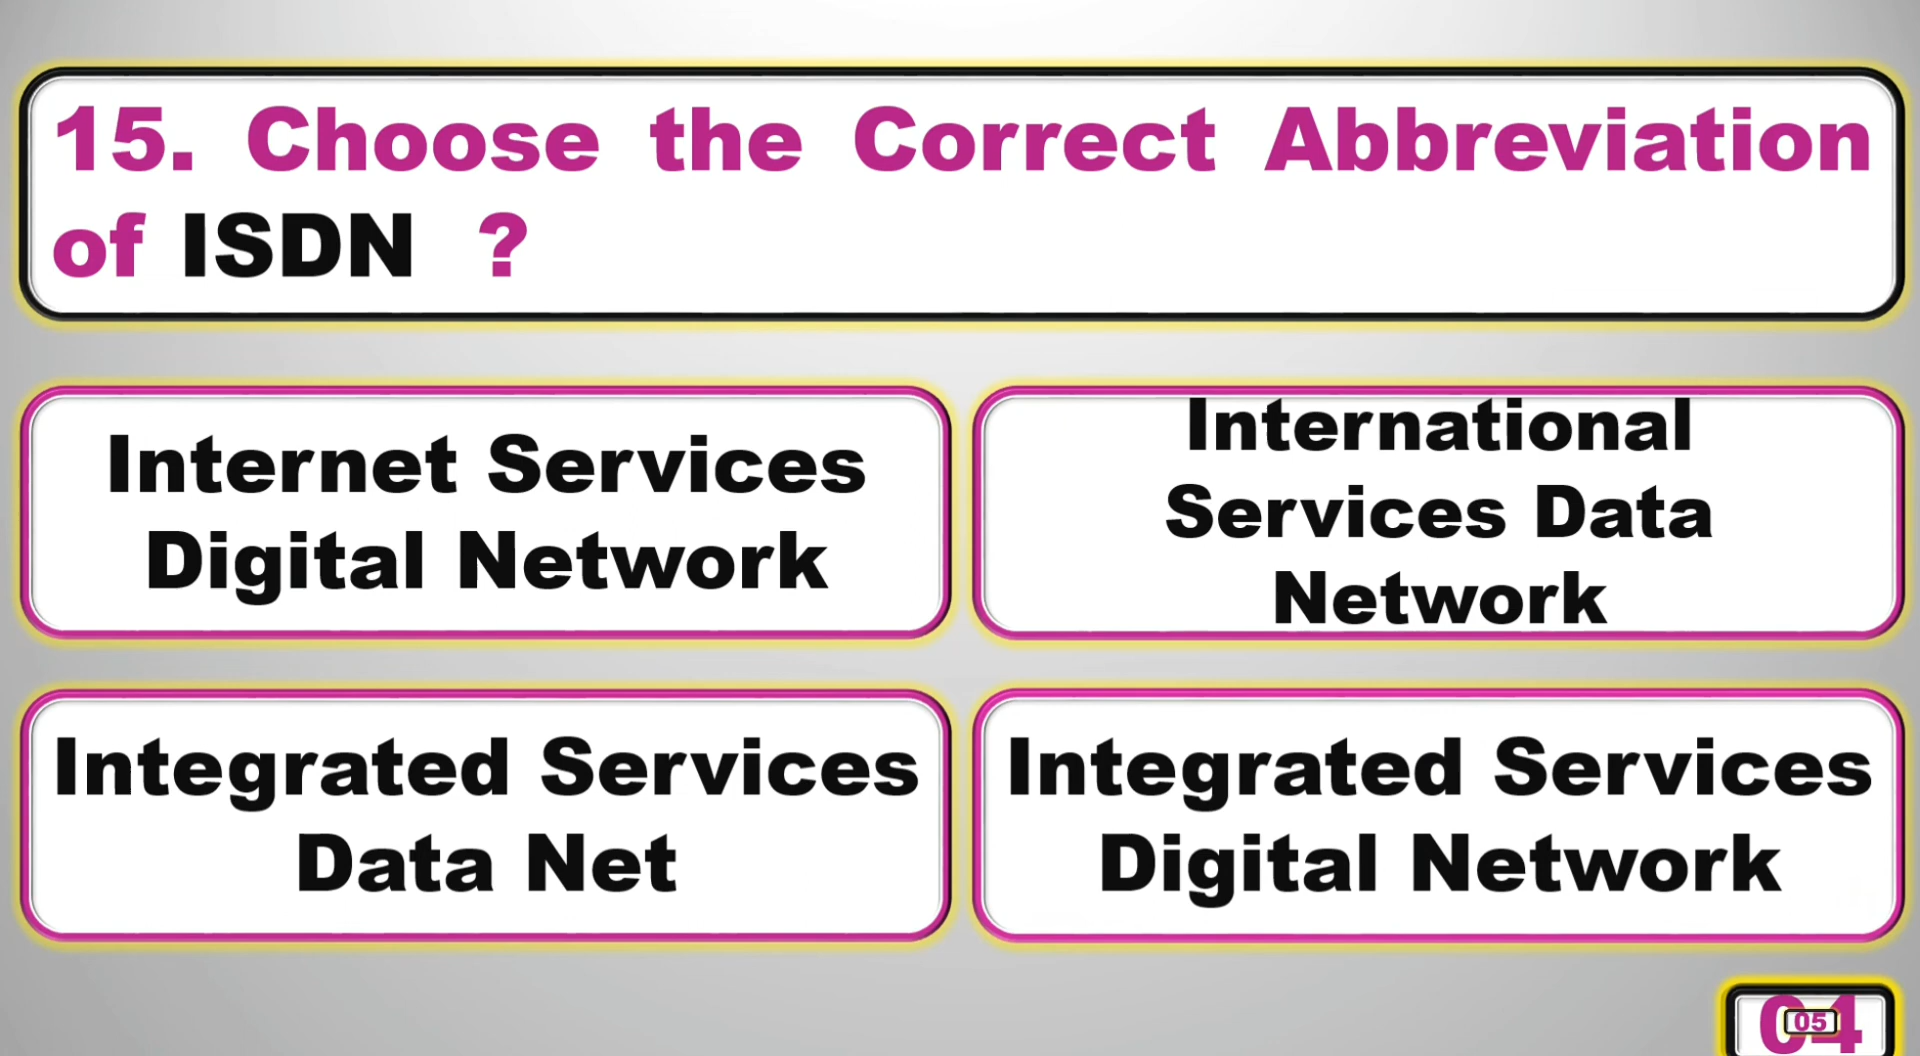 15. Choose the Correct Abbreviation
of ISDN ?
Internet Services
Digital Network
International
Services Data
Network
Integrated Services
Data Net
Integrated Services
Digital Network
04
05